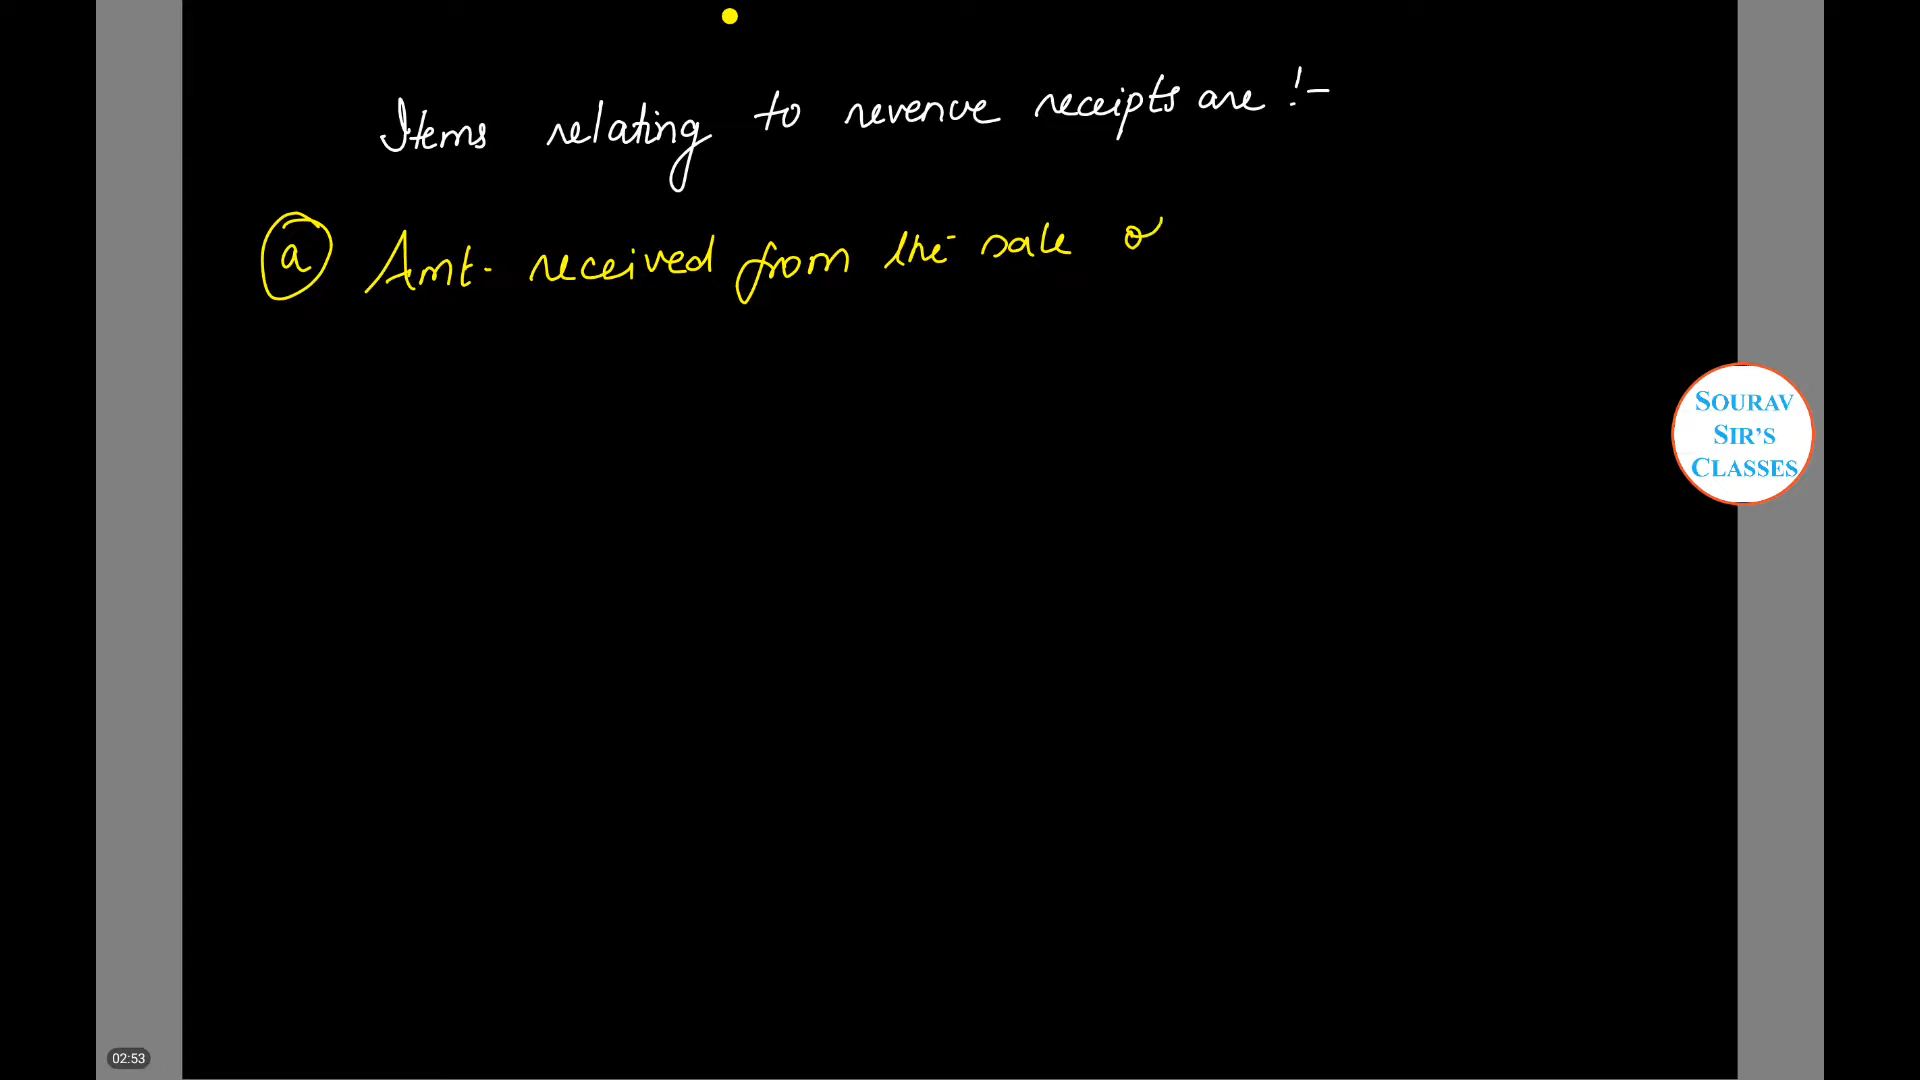 Items relating to revenue receipts are :-
a Amt. received from the sale o
SOURAV
SIR'S
CLASSES
02:53